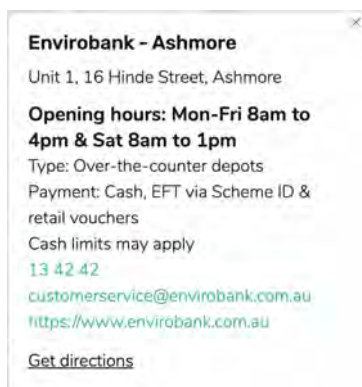 Envirobank - Ashmore
Unit 1, 16 Hinde Street, Ashmore
Opening hours: Mon-Fri 8am to
4pm & Sat 8am to 1pm
Type: Over-the-counter depots
Payment: Cash, EFT via Scheme ID &
retail vouchers
Cash limits may apply
13 42 42
customerservice@envirobank.com.au
https://www.envirobank.com.au
Get directions